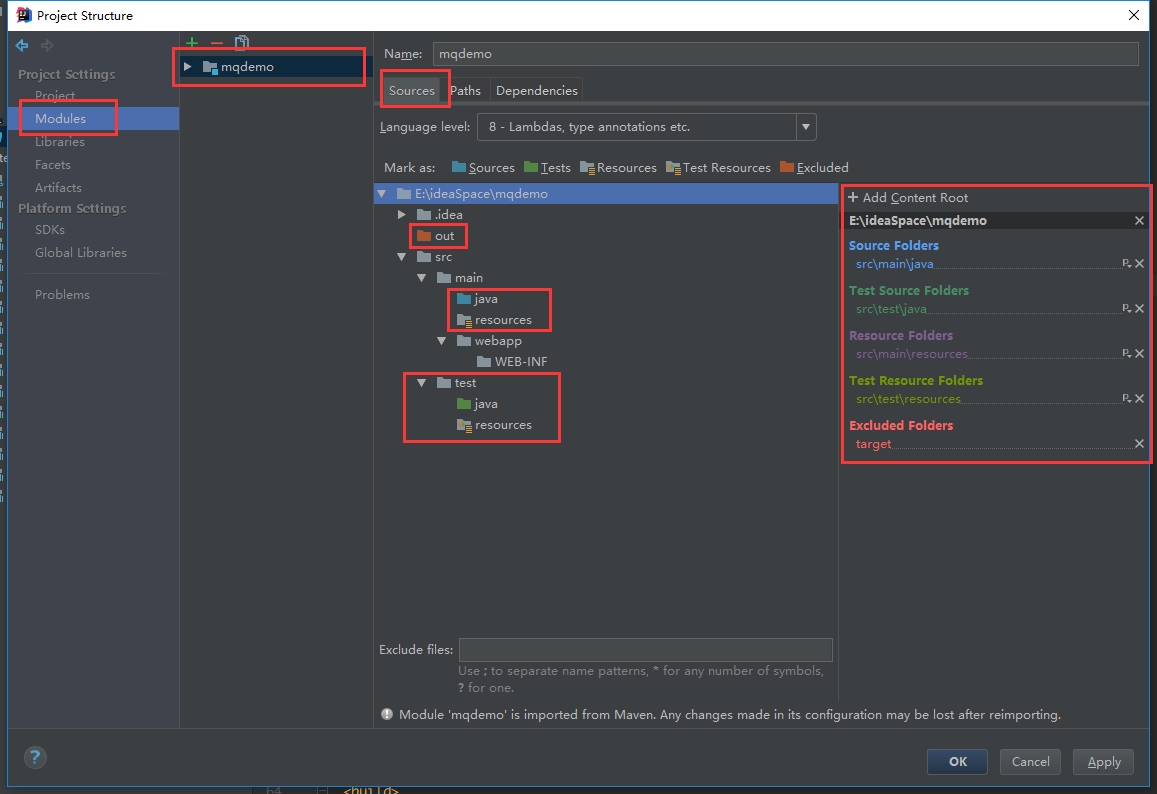 Project Structure
Project Settings
Project
Modules
Libraries
Facets
Artifacts
Platform Settings
SDKs
Global Libraries
Problems
mqdemo
Name: mqdemo
Sources Paths Dependencies
Language level: 8 - Lambdas, type annotations etc.
Mark as: Sources Tests Resources Test Resources Excluded
E:\ideaSpace\mqdemo
.idea
out
src
main
java
resources
webapp
WEB-INF
test
java
resources
+ Add Content Root
E:\ideaSpace\mqdemo
Source Folders
src\main\java
Test Source Folders
src\test\java
Resource Folders
src\main\resources
Test Resource Folders
src\test\resources
Excluded Folders
target
Exclude files:
Use ; to separate name patterns, * for any number of symbols,
? for one.
Module 'mqdemo' is imported from Maven. Any changes made in its configuration may be lost after reimporting.
?
OK Cancel Apply
64 <build>